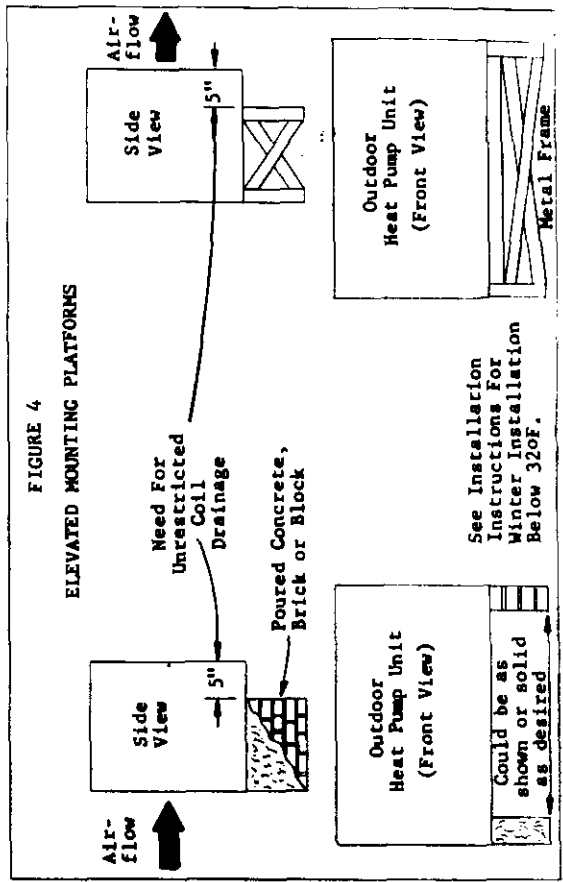 FIGURE 4
ELEVATED MOUNTING PLATFORMS
Air-
flow
Side
View
5"
Need For
Unrestricted
Coil
Drainage
Poured Concrete,
Brick or Block
Side
View
5"
Air-
flow
Outdoor
Heat Pump Unit
(Front View)
Could be as
shown or solid
as desired
See Installation
Instructions For
Winter Installation
Below 32oF.
Outdoor
Heat Pump Unit
(Front View)
Metal Frame